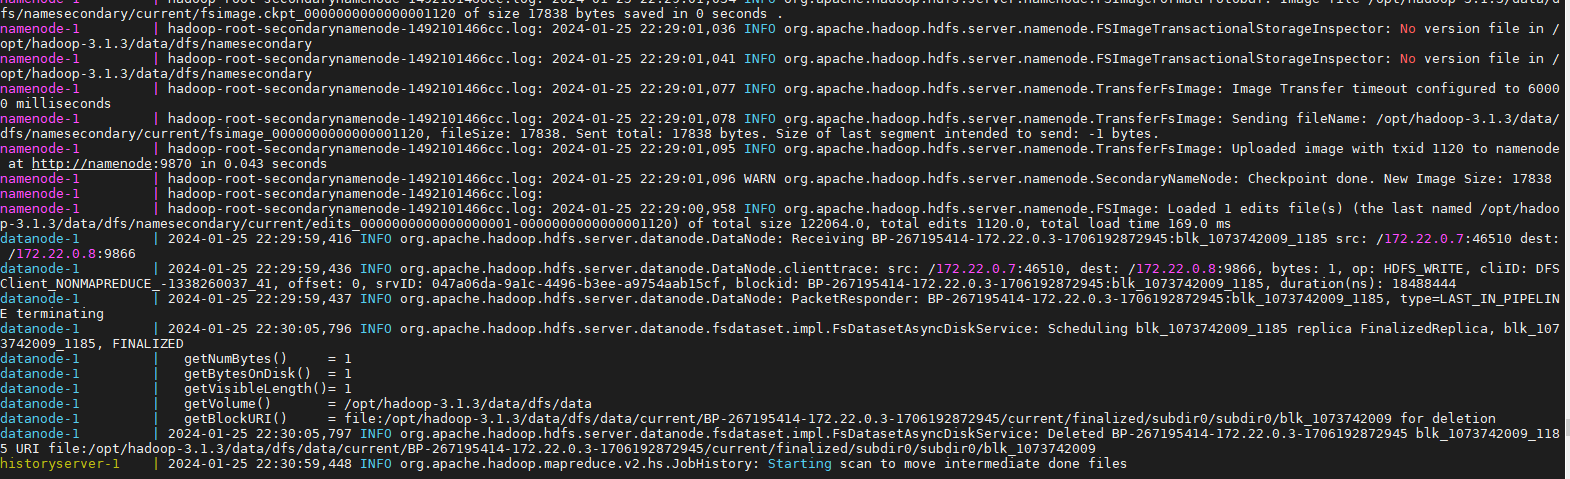 fs/namesecondary/current/fsimage.ckpt_0000000000000001120 of size 17838 bytes saved in 0 seconds .
namenode-1         | hadoop-root-secondarynamenode-1492101466cc.log: 2024-01-25 22:29:01,036 INFO org.apache.hadoop.hdfs.server.namenode.FSImageTransactionalStorageInspector: No version file in /
opt/hadoop-3.1.3/data/dfs/namesecondary
namenode-1         | hadoop-root-secondarynamenode-1492101466cc.log: 2024-01-25 22:29:01,041 INFO org.apache.hadoop.hdfs.server.namenode.FSImageTransactionalStorageInspector: No version file in /
opt/hadoop-3.1.3/data/dfs/namesecondary
namenode-1         | hadoop-root-secondarynamenode-1492101466cc.log: 2024-01-25 22:29:01,077 INFO org.apache.hadoop.hdfs.server.namenode.TransferFsImage: Image Transfer timeout configured to 6000
0 milliseconds
namenode-1         | hadoop-root-secondarynamenode-1492101466cc.log: 2024-01-25 22:29:01,078 INFO org.apache.hadoop.hdfs.server.namenode.TransferFsImage: Sending fileName: /opt/hadoop-3.1.3/data/
dfs/namesecondary/current/fsimage_0000000000000001120, fileSize: 17838. Sent total: 17838 bytes. Size of last segment intended to send: -1 bytes.
namenode-1         | hadoop-root-secondarynamenode-1492101466cc.log: 2024-01-25 22:29:01,095 INFO org.apache.hadoop.hdfs.server.namenode.TransferFsImage: Uploaded image with txid 1120 to namenode
 at http://namenode:9870 in 0.043 seconds
namenode-1         | hadoop-root-secondarynamenode-1492101466cc.log: 2024-01-25 22:29:01,096 WARN org.apache.hadoop.hdfs.server.namenode.SecondaryNameNode: Checkpoint done. New Image Size: 17838
namenode-1         | hadoop-root-secondarynamenode-1492101466cc.log:
namenode-1         | hadoop-root-secondarynamenode-1492101466cc.log: 2024-01-25 22:29:00,958 INFO org.apache.hadoop.hdfs.server.namenode.FSImage: Loaded 1 edits file(s) (the last named /opt/hadoo
p-3.1.3/data/dfs/namesecondary/current/edits_0000000000000000001-0000000000000001120) of total size 122064.0, total edits 1120.0, total load time 169.0 ms
datanode-1         | 2024-01-25 22:29:59,416 INFO org.apache.hadoop.hdfs.server.datanode.DataNode: Receiving BP-267195414-172.22.0.3-1706192872945:blk_1073742009_1185 src: /172.22.0.7:46510 dest:
 /172.22.0.8:9866
datanode-1         | 2024-01-25 22:29:59,436 INFO org.apache.hadoop.hdfs.server.datanode.DataNode.clienttrace: src: /172.22.0.7:46510, dest: /172.22.0.8:9866, bytes: 1, op: HDFS_WRITE, cliID: DFS
Client_NONMAPREDUCE_-1338260037_41, offset: 0, srvID: 047a06da-9a1c-4496-b3ee-a9754aab15cf, blockid: BP-267195414-172.22.0.3-1706192872945:blk_1073742009_1185, duration(ns): 18488444
datanode-1         | 2024-01-25 22:29:59,437 INFO org.apache.hadoop.hdfs.server.datanode.DataNode: PacketResponder: BP-267195414-172.22.0.3-1706192872945:blk_1073742009_1185, type=LAST_IN_PIPELIN
E terminating
datanode-1         | 2024-01-25 22:30:05,796 INFO org.apache.hadoop.hdfs.server.datanode.fsdataset.impl.FsDatasetAsyncDiskService: Scheduling blk_1073742009_1185 replica FinalizedReplica, blk_107
3742009_1185, FINALIZED
datanode-1         |   getNumBytes()     = 1
datanode-1         |   getBytesOnDisk()  = 1
datanode-1         |   getVisibleLength()= 1
datanode-1         |   getVolume()       = /opt/hadoop-3.1.3/data/dfs/data
datanode-1         |   getBlockURI()     = file:/opt/hadoop-3.1.3/data/dfs/data/current/BP-267195414-172.22.0.3-1706192872945/current/finalized/subdir0/subdir0/blk_1073742009 for deletion
datanode-1         | 2024-01-25 22:30:05,797 INFO org.apache.hadoop.hdfs.server.datanode.fsdataset.impl.FsDatasetAsyncDiskService: Deleted BP-267195414-172.22.0.3-1706192872945 blk_1073742009_118
5 URI file:/opt/hadoop-3.1.3/data/dfs/data/current/BP-267195414-172.22.0.3-1706192872945/current/finalized/subdir0/subdir0/blk_1073742009
historyserver-1    | 2024-01-25 22:30:59,448 INFO org.apache.hadoop.mapreduce.v2.hs.JobHistory: Starting scan to move intermediate done files